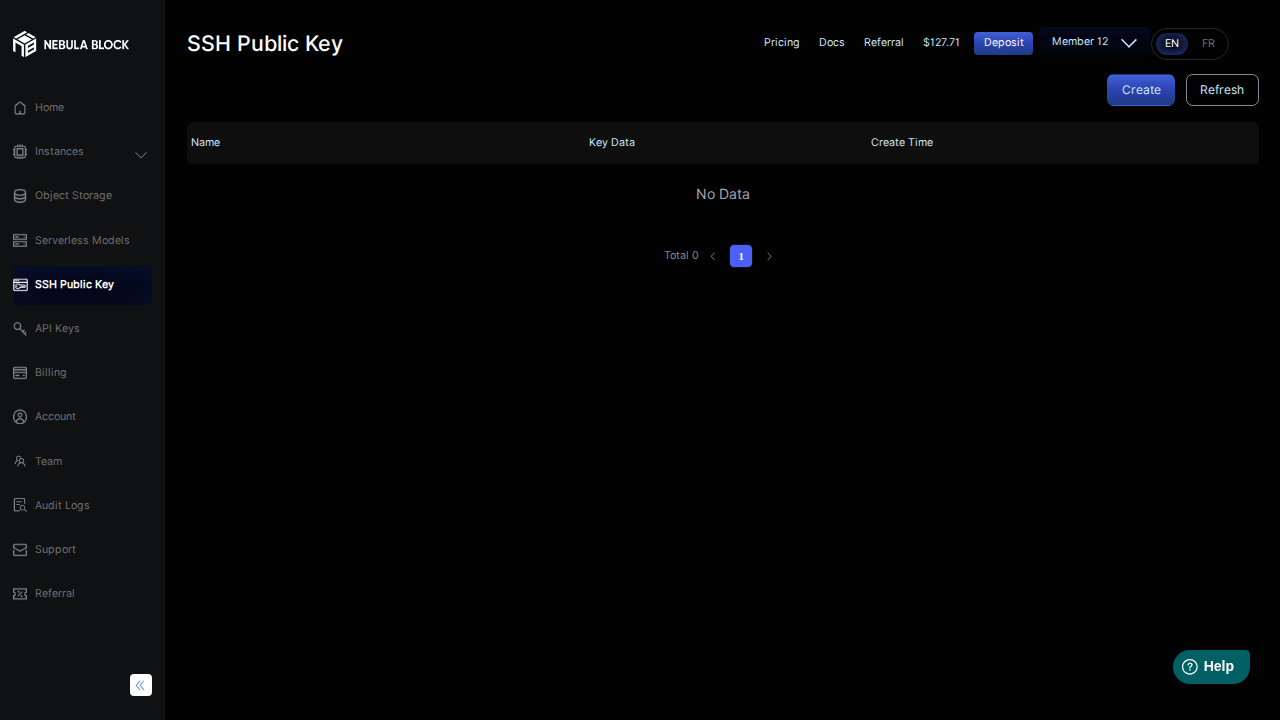 NEBULA BLOCK
Home
Instances
Object Storage
Serverless Models
SSH Public Key
API Keys
Billing
Account
Team
Audit Logs
Support
Referral
SSH Public Key
Pricing Docs Referral $127.71 Deposit Member 12 EN FR
Create Refresh
Name Key Data Create Time
No Data
Total 0 1
Help